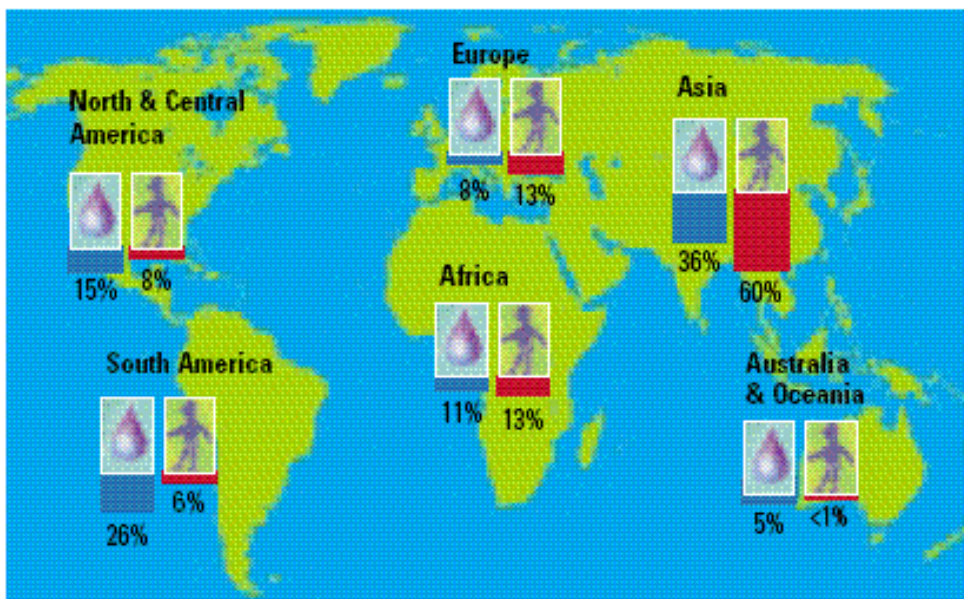 Europe
8% 13%
Asia
36%
60%
North & Central
America
15% 8%
Africa
11% 13%
South America
26%
6%
Australia
& Oceania
5% <1%